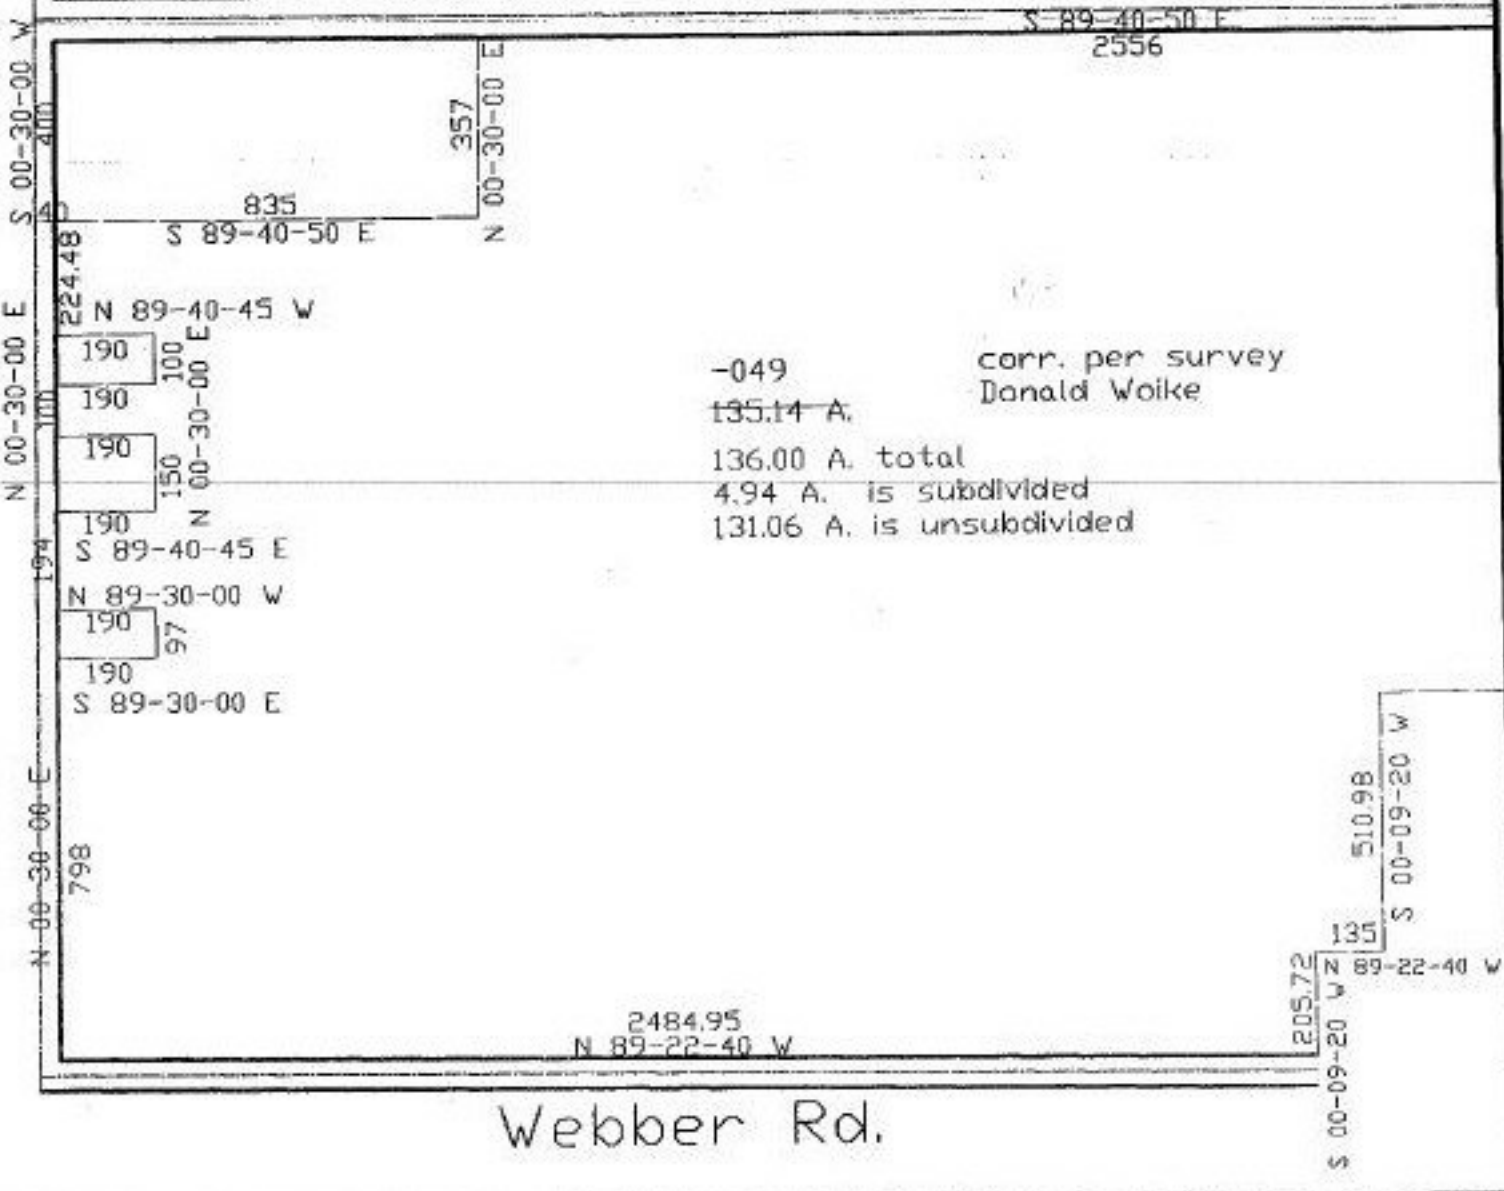 S 89-40-50 E
2556
S 00-30-00 W
400
357
N 00-30-00 E
835
S 89-40-50 E
40
224.48
N 89-40-45 W
N 00-30-00 E
190
100
N 00-30-00 E
190
100
190
150
190
S 89-40-45 E
194
N 89-30-00 W
190
97
190
S 89-30-00 E
-049
135.14 A.
136.00 A. total
4.94 A. is subdivided
131.06 A. is unsubdivided
corr. per survey
Donald Woike
N 00-30-00 E
798
510.98
S 00-09-20 W
135
N 89-22-40 W
205.72
S 00-09-20 W
2484.95
N 89-22-40 W
Webber Rd.